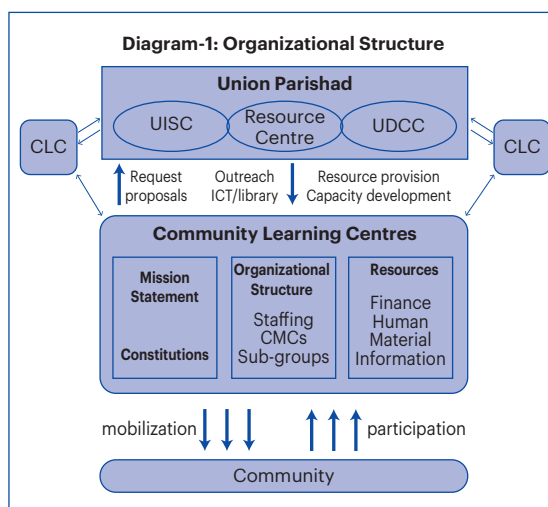 Diagram-1: Organizational Structure
Union Parishad
UISC
Resource
Centre
UDCC
CLC
CLC
Request
proposals
Outreach
ICT/library
Resource provision
Capacity development
Community Learning Centres
Mission
Statement
Constitutions
Organizational
Structure
Staffing
CMCs
Sub-groups
Resources
Finance
Human
Material
Information
mobilization
participation
Community